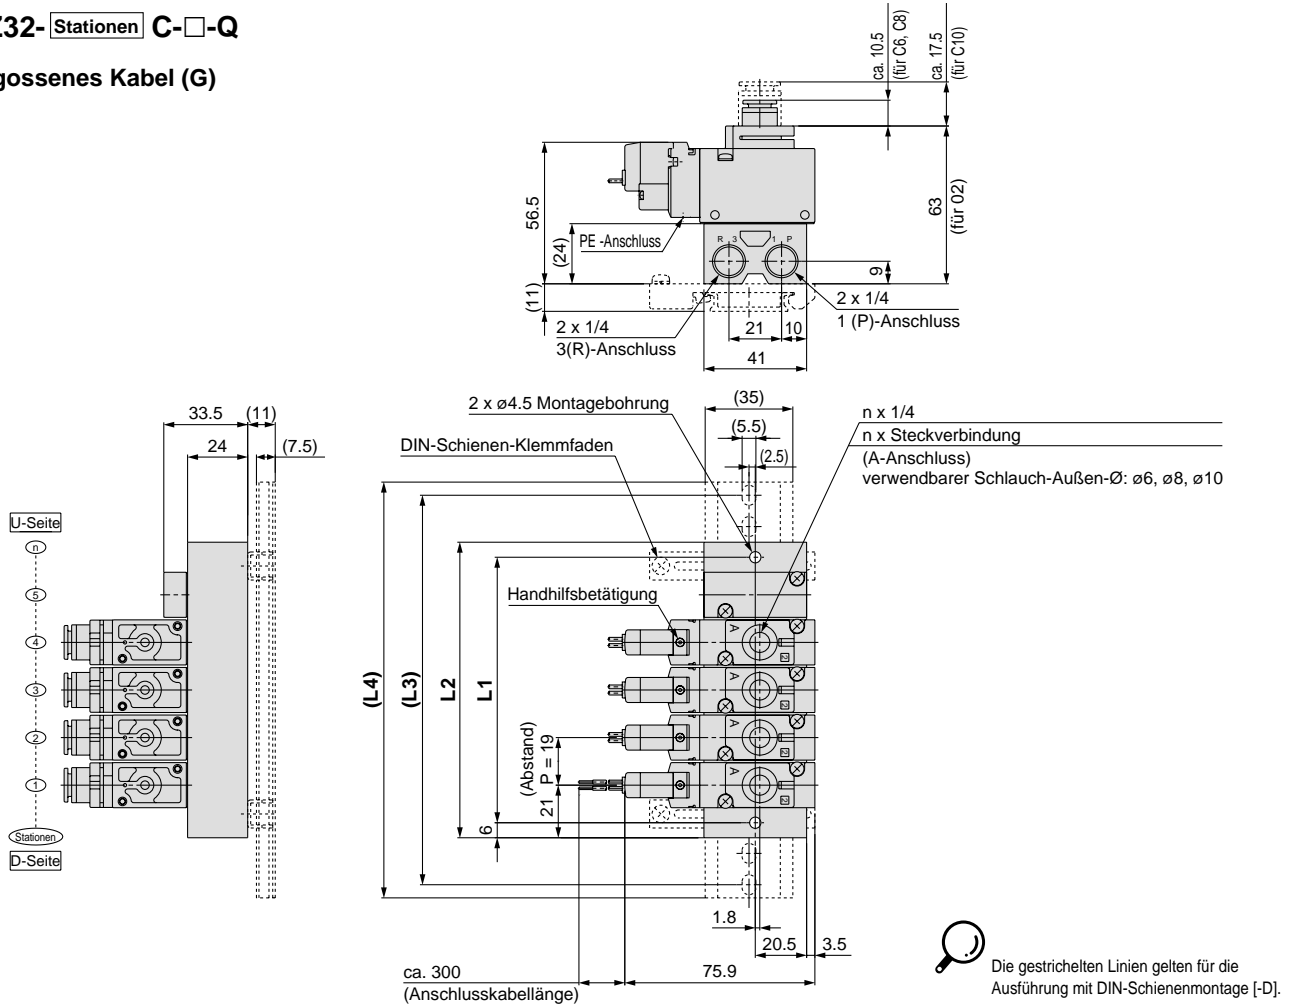 Z32- Stationen C-□-Q
gossenes Kabel (G)
ca. 10.5
(für C6, C8)
ca. 17.5
(für C10)
56.5
(24)
(11)
PE -Anschluss
R 3 1 P
63
(für 02)
9
2 x 1/4
1 (P)-Anschluss
2 x 1/4
3(R)-Anschluss
21
10
41
33.5
(11)
24
(7.5)
2 x ø4.5 Montagebohrung
(35)
(5.5)
(2.5)
DIN-Schienen-Klemmfaden
n x 1/4
n x Steckverbindung
(A-Anschluss)
verwendbarer Schlauch-Außen-Ø: ø6, ø8, ø10
U-Seite
n
5
4
3
2
1
Stationen
D-Seite
Handhilfsbetätigung
(L4)
(L3)
L2
L1
(Abstand)
P = 19
21
6
A
A
A
A
1.8
20.5
3.5
ca. 300
(Anschlusskabellänge)
75.9
Die gestrichelten Linien gelten für die
Ausführung mit DIN-Schienenmontage [-D].